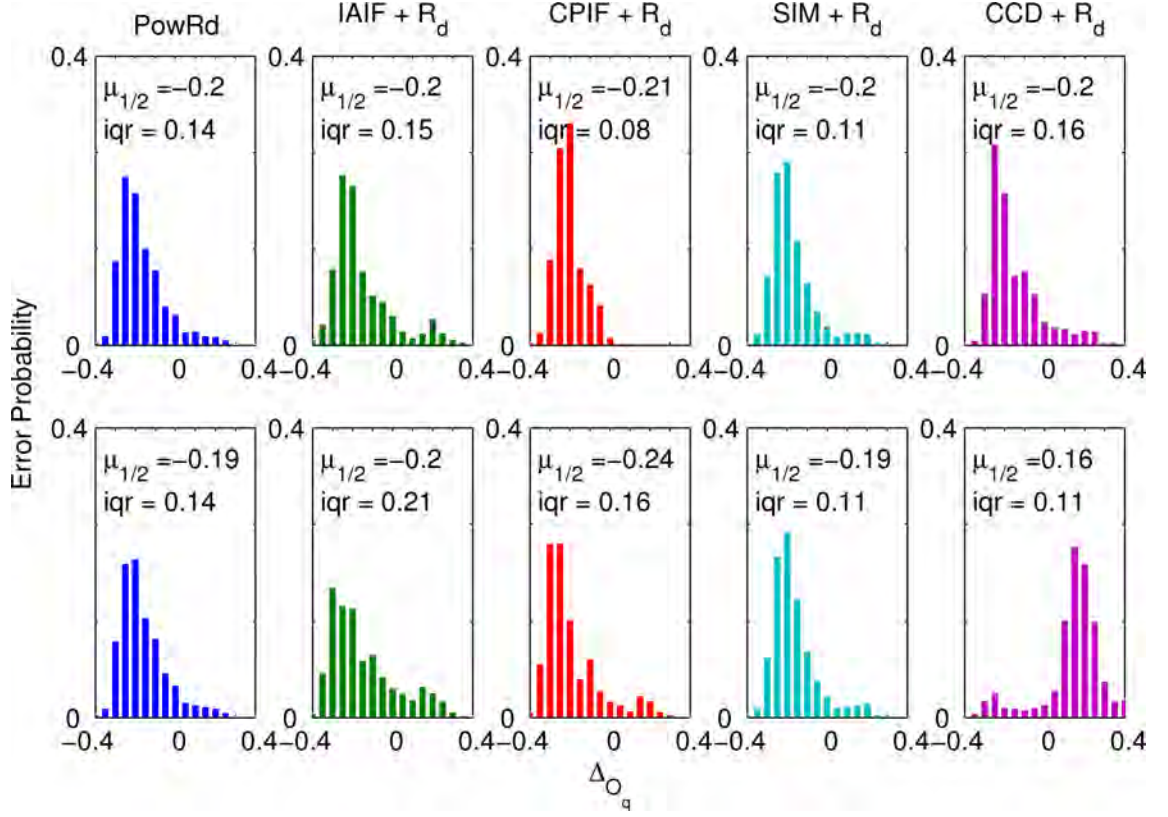 PowRd IAIF + R_d CPIF + R_d SIM + R_d CCD + R_d
0.4 0.4 0.4 0.4 0.4
μ_1/2 =−0.2 μ_1/2 =−0.2 μ_1/2 =−0.21 μ_1/2 =−0.2 μ_1/2 =−0.2
iqr = 0.14 iqr = 0.15 iqr = 0.08 iqr = 0.11 iqr = 0.16
0 0 0 0 0
−0.4 0 0.4 −0.4 0 0.4 −0.4 0 0.4 −0.4 0 0.4 −0.4 0 0.4
Error Probability
0.4 0.4 0.4 0.4 0.4
μ_1/2 =−0.19 μ_1/2 =−0.2 μ_1/2 =−0.24 μ_1/2 =−0.19 μ_1/2 =0.16
iqr = 0.14 iqr = 0.21 iqr = 0.16 iqr = 0.11 iqr = 0.11
0 0 0 0 0
−0.4 0 0.4 −0.4 0 0.4 −0.4 0 0.4 −0.4 0 0.4 −0.4 0 0.4
Δ_O_q